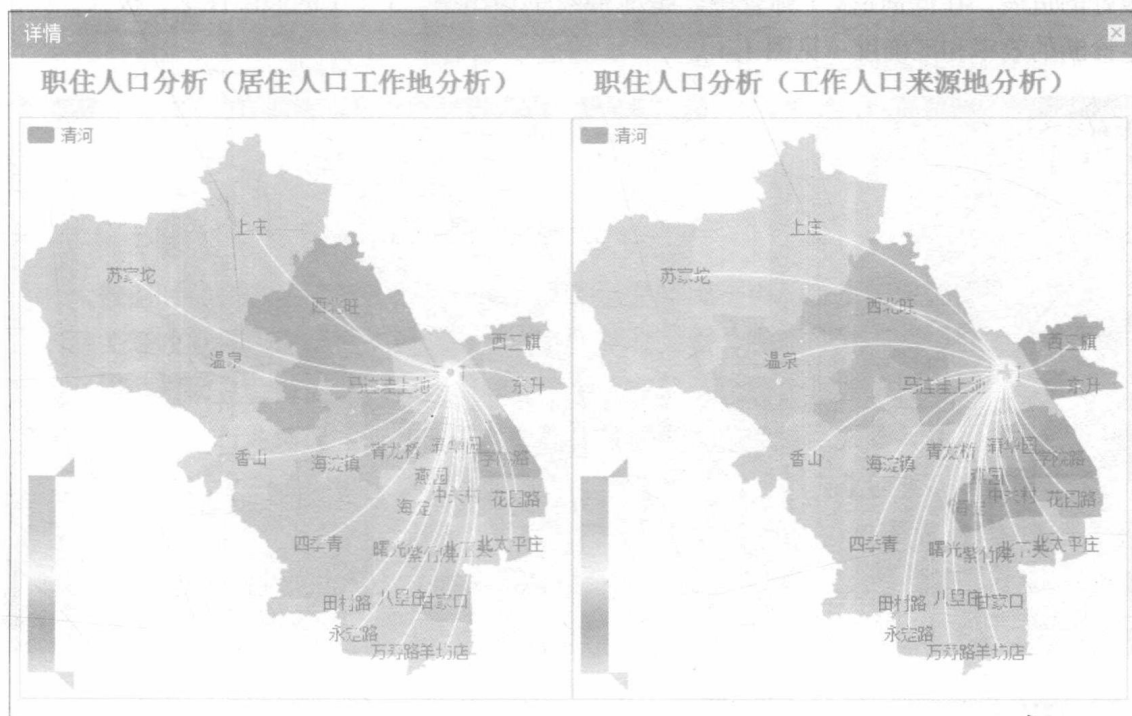 详情
职住人口分析（居住人口工作地分析）
职住人口分析（工作人口来源地分析）
清河
上庄
苏家坨
西北旺
西三旗
温泉
马连洼上地
东升
香山
海淀镇
青龙桥
清华园
学院路
燕园
海淀
中关村
花园路
四季青
曙光
紫竹院
北下关
北太平庄
田村路
八里庄
甘家口
永定路
万寿路羊坊店
清河
上庄
苏家坨
西北旺
西三旗
温泉
马连洼上地
东升
香山
海淀镇
青龙桥
清华园
学院路
燕园
海淀
中关村
花园路
四季青
曙光
紫竹院
北下关
北太平庄
田村路
八里庄
甘家口
永定路
万寿路羊坊店